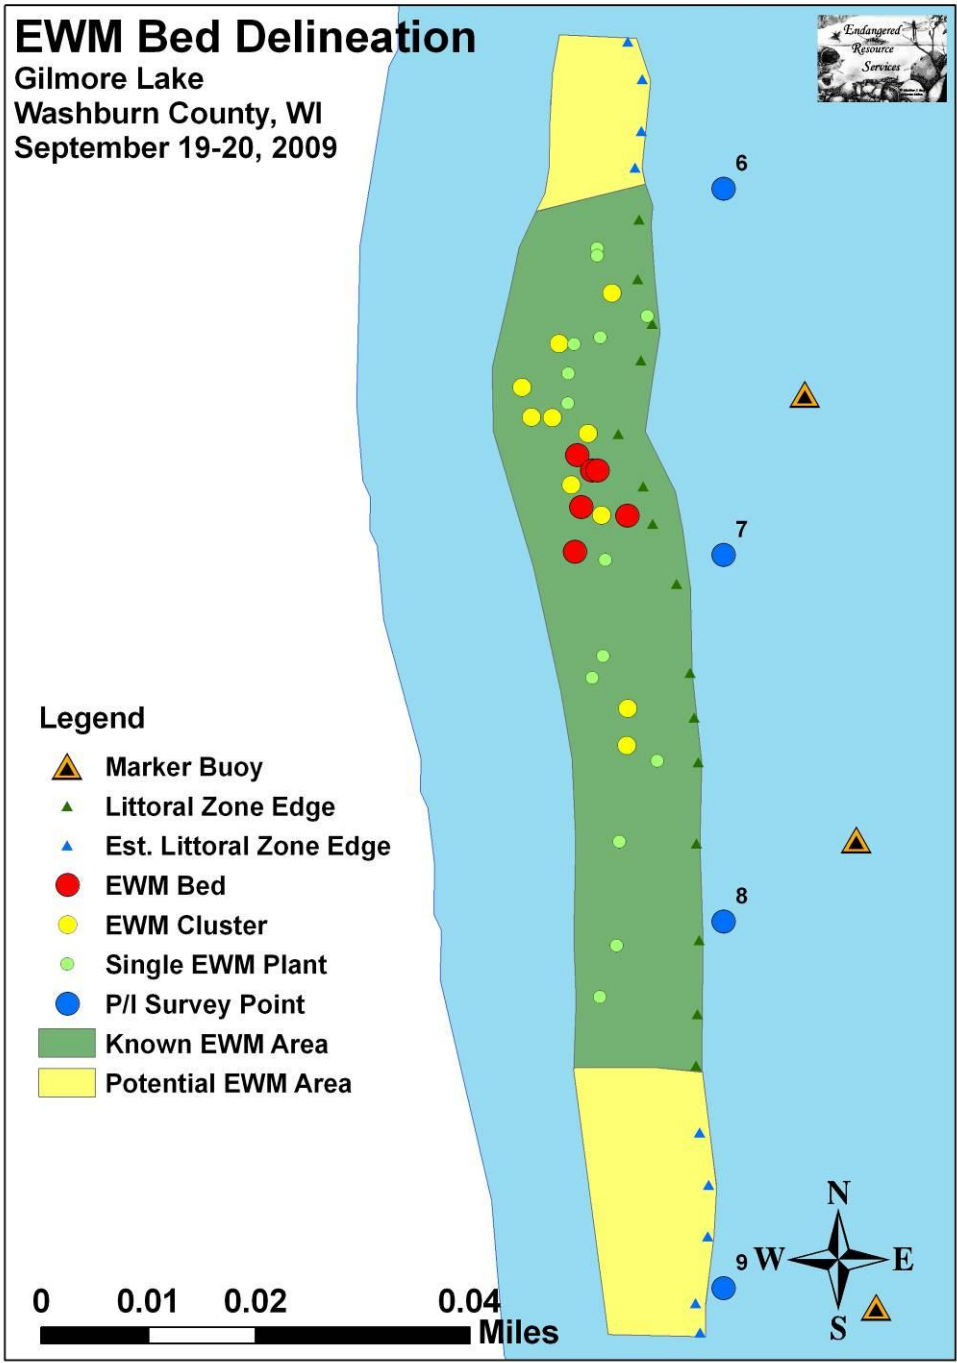 EWM Bed Delineation
Gilmore Lake
Washburn County, WI
September 19-20, 2009
Endangered
Resource
Services
6
7
8
9
Legend
Marker Buoy
Littoral Zone Edge
Est. Littoral Zone Edge
EWM Bed
EWM Cluster
Single EWM Plant
P/I Survey Point
Known EWM Area
Potential EWM Area
N
W E
S
0 0.01 0.02 0.04
Miles